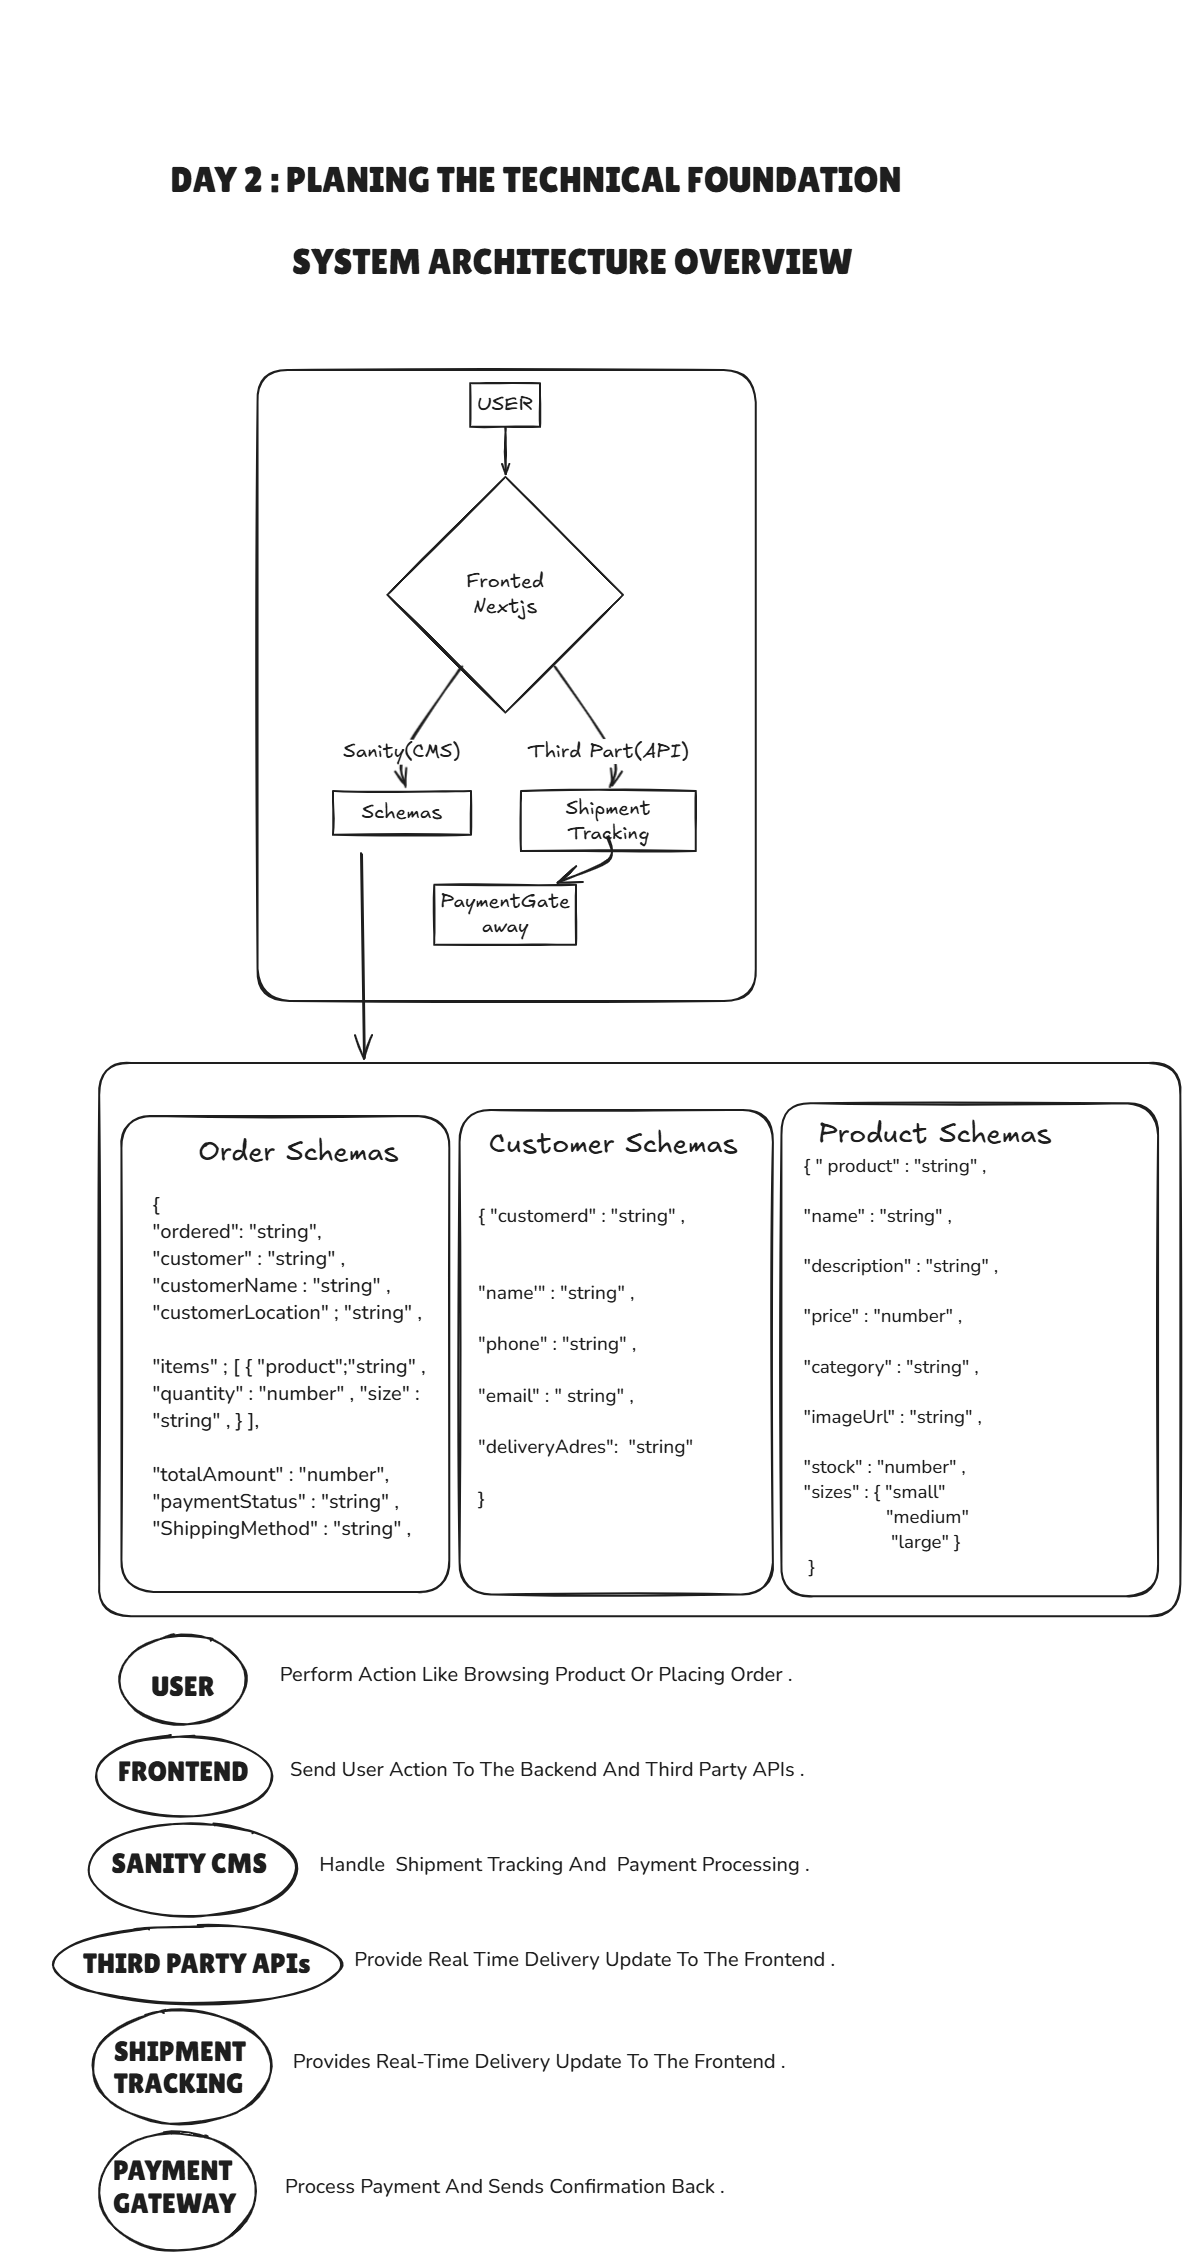 DAY 2 : PLANING THE TECHNICAL FOUNDATION
SYSTEM ARCHITECTURE OVERVIEW
USER
Fronted
Nextjs
Sanity(CMS)
Third Part(API)
Schemas
Shipment
Tracking
PaymentGate
away
Order Schemas
{
"ordered": "string",
"customer" : "string" ,
"customerName : "string" ,
"customerLocation" ; "string" ,
"items" ; [ { "product";"string" ,
"quantity" : "number" , "size" :
"string" , } ],
"totalAmount" : "number",
"paymentStatus" : "string" ,
"ShippingMethod" : "string" ,
Customer Schemas
{ "customerd" : "string" ,
"name'" : "string" ,
"phone" : "string" ,
"email" : " string" ,
"deliveryAdres":  "string"
}
Product Schemas
{ " product" : "string" ,
"name" : "string" ,
"description" : "string" ,
"price" : "number" ,
"category" : "string" ,
"imageUrl" : "string" ,
"stock" : "number" ,
"sizes" : { "small"
"medium"
"large" }
}
USER
Perform Action Like Browsing Product Or Placing Order .
FRONTEND
Send User Action To The Backend And Third Party APIs .
SANITY CMS
Handle  Shipment Tracking And  Payment Processing .
THIRD PARTY APIs
Provide Real Time Delivery Update To The Frontend .
SHIPMENT
TRACKING
Provides Real-Time Delivery Update To The Frontend .
PAYMENT
GATEWAY
Process Payment And Sends Confirmation Back .